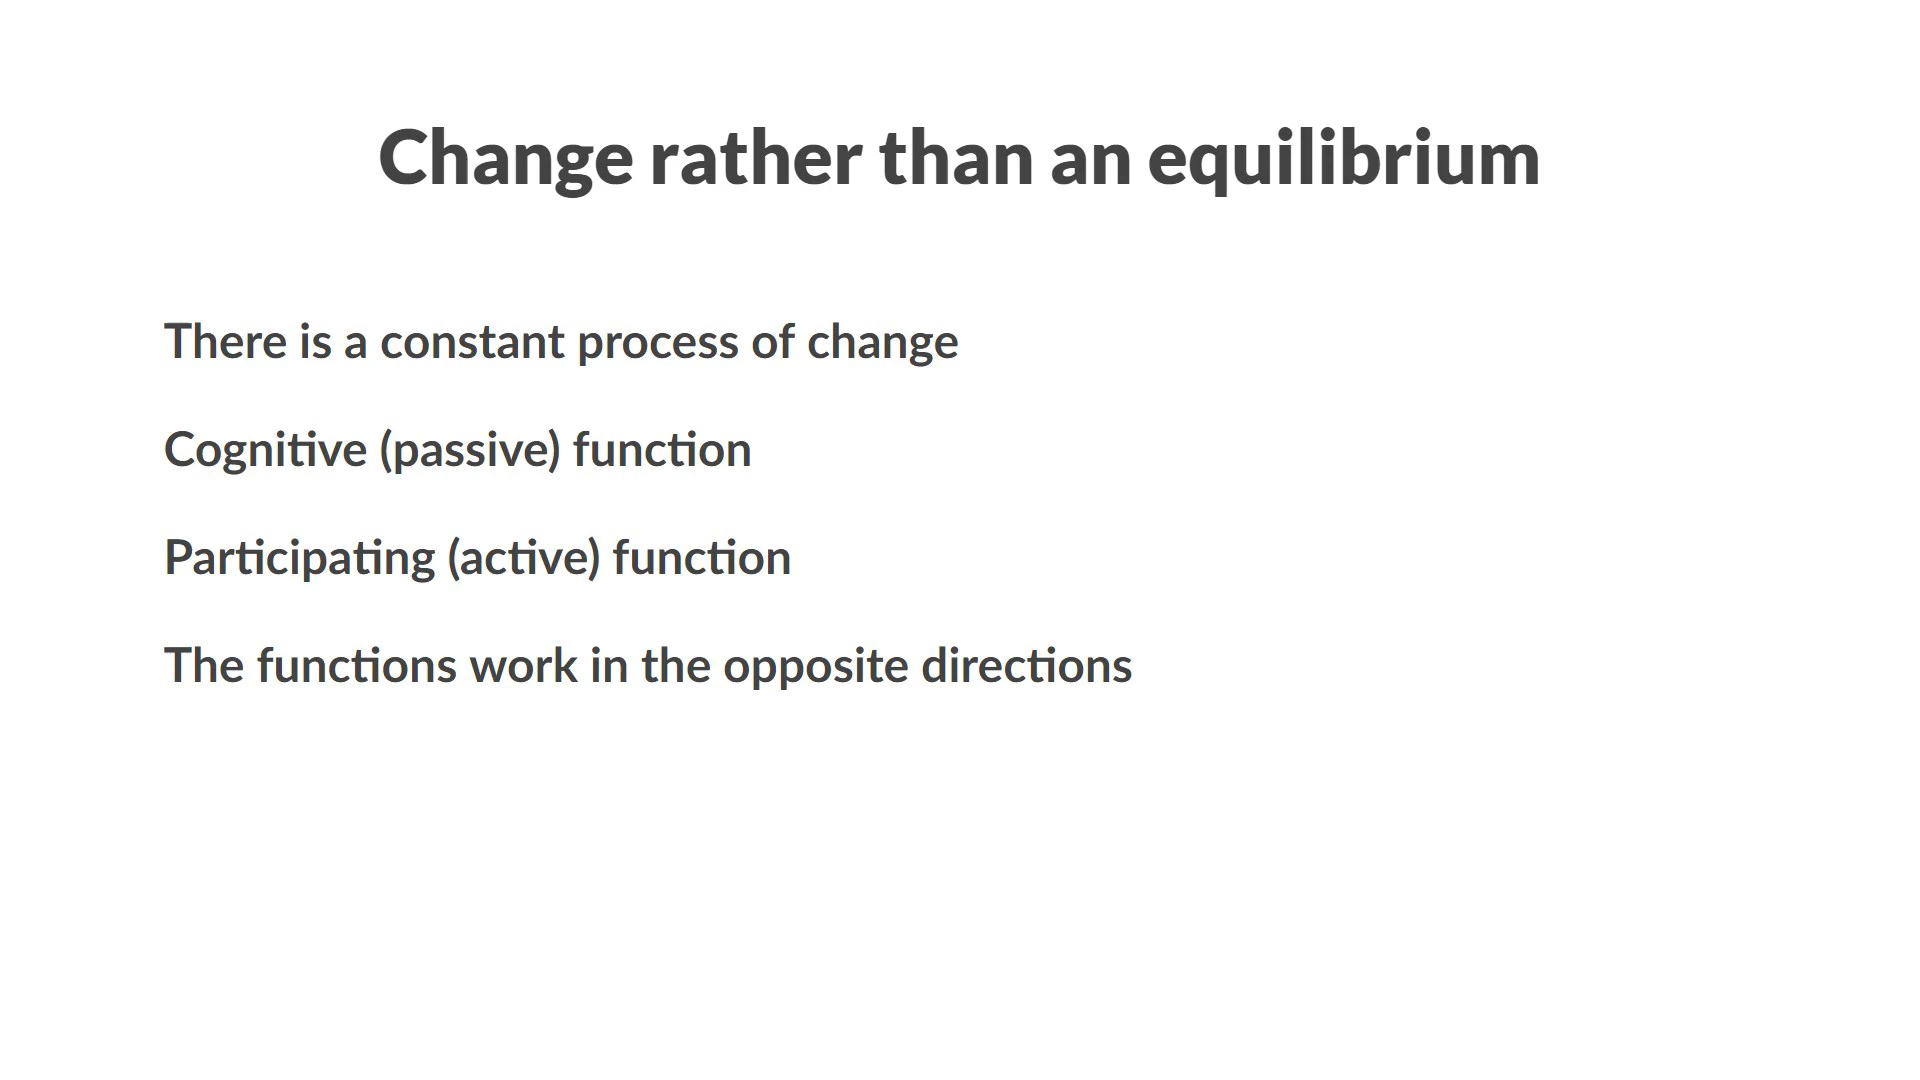 Change rather than an equilibrium
There is a constant process of change
Cognitive (passive) function
Participating (active) function
The functions work in the opposite directions